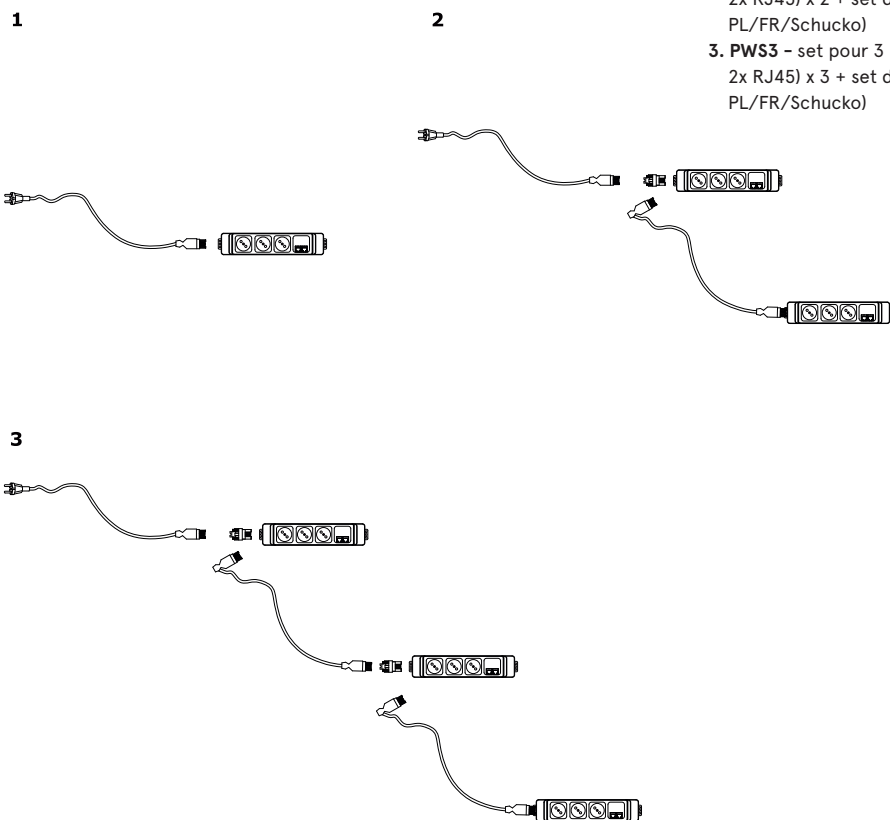 2x RJ45) x 2 + set d
PL/FR/Schucko)
3. PWS3 - set pour 3
2x RJ45) x 3 + set d
PL/FR/Schucko)
1
2
3